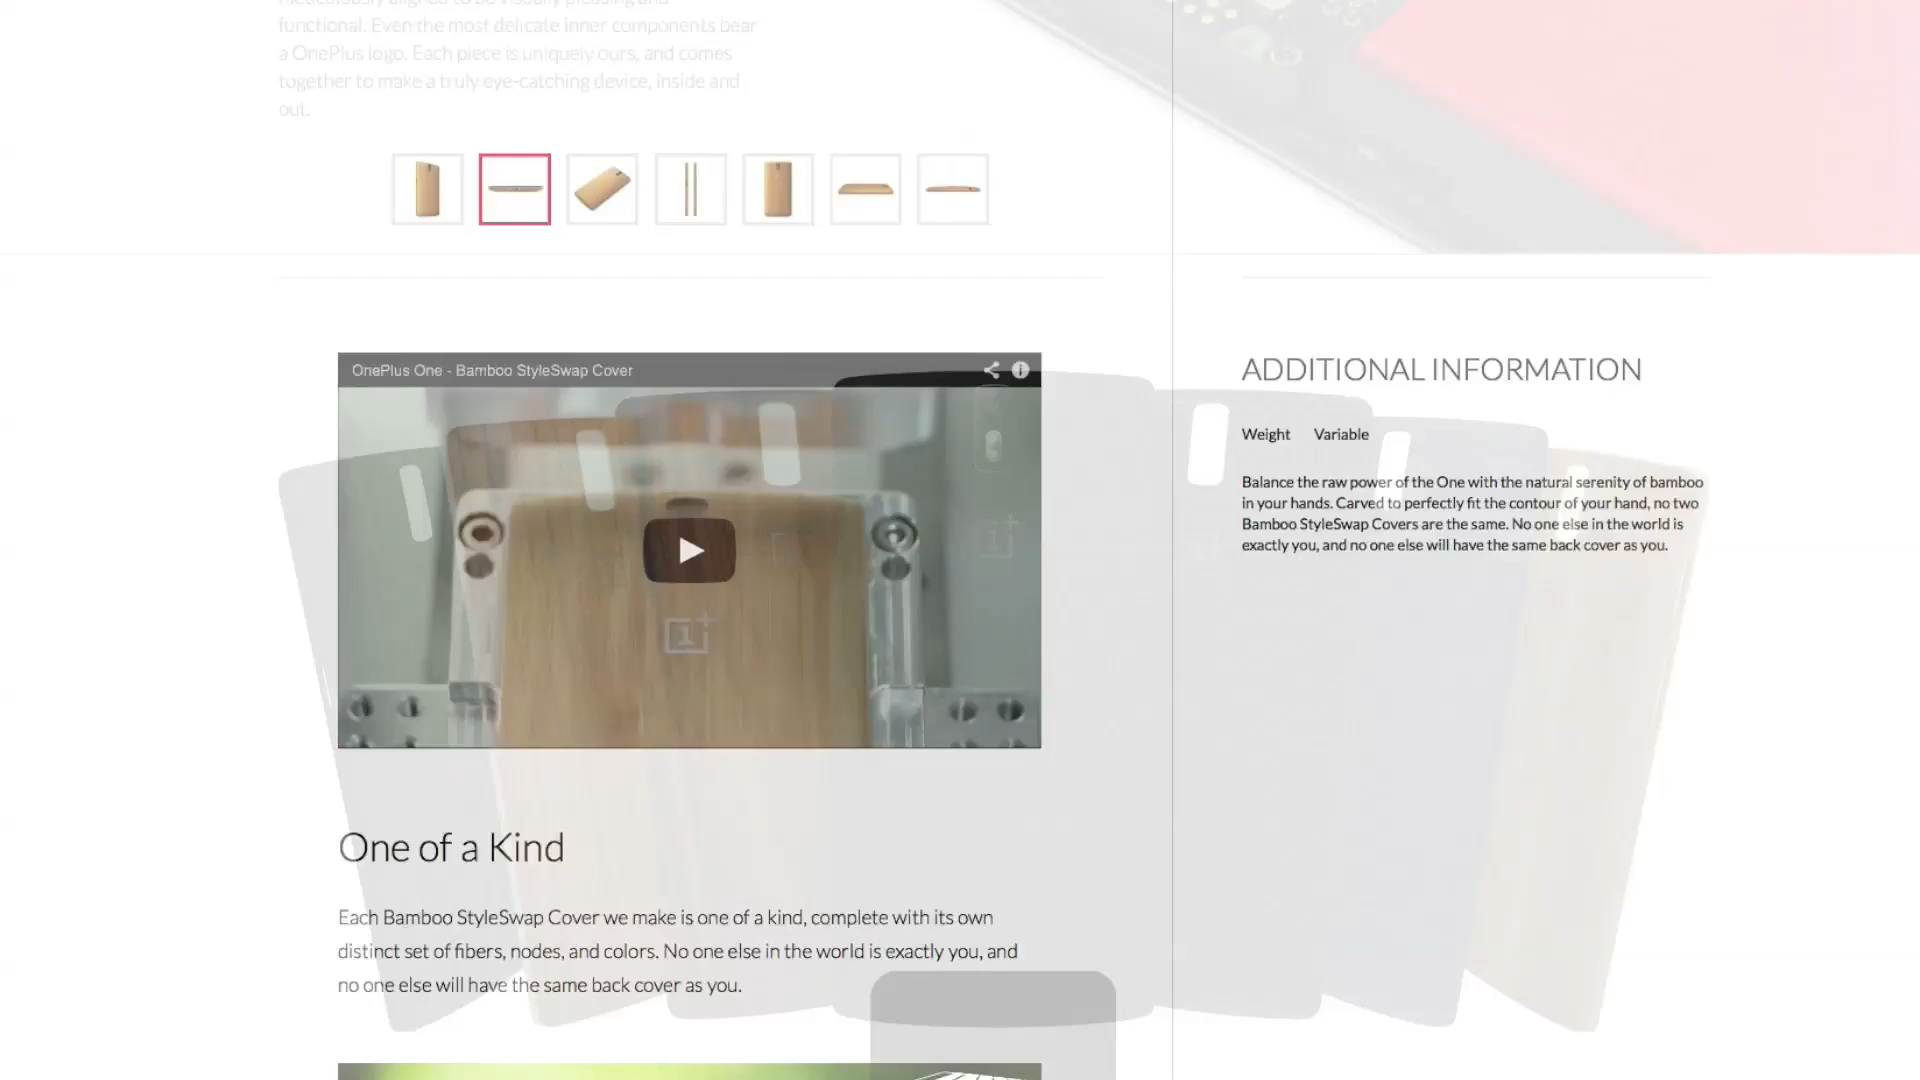 functional. Even the most delicate inner components bear
a OnePlus logo. Each piece is uniquely ours, and comes
together to make a truly eye-catching device, inside and
out.
OnePlus One - Bamboo StyleSwap Cover
1+
One of a Kind
Each Bamboo StyleSwap Cover we make is one of a kind, complete with its own
distinct set of fibers, nodes, and colors. No one else in the world is exactly you, and
no one else will have the same back cover as you.
ADDITIONAL INFORMATION
Weight Variable
Balance the raw power of the One with the natural serenity of bamboo
in your hands. Carved to perfectly fit the contour of your hand, no two
Bamboo StyleSwap Covers are the same. No one else in the world is
exactly you, and no one else will have the same back cover as you.